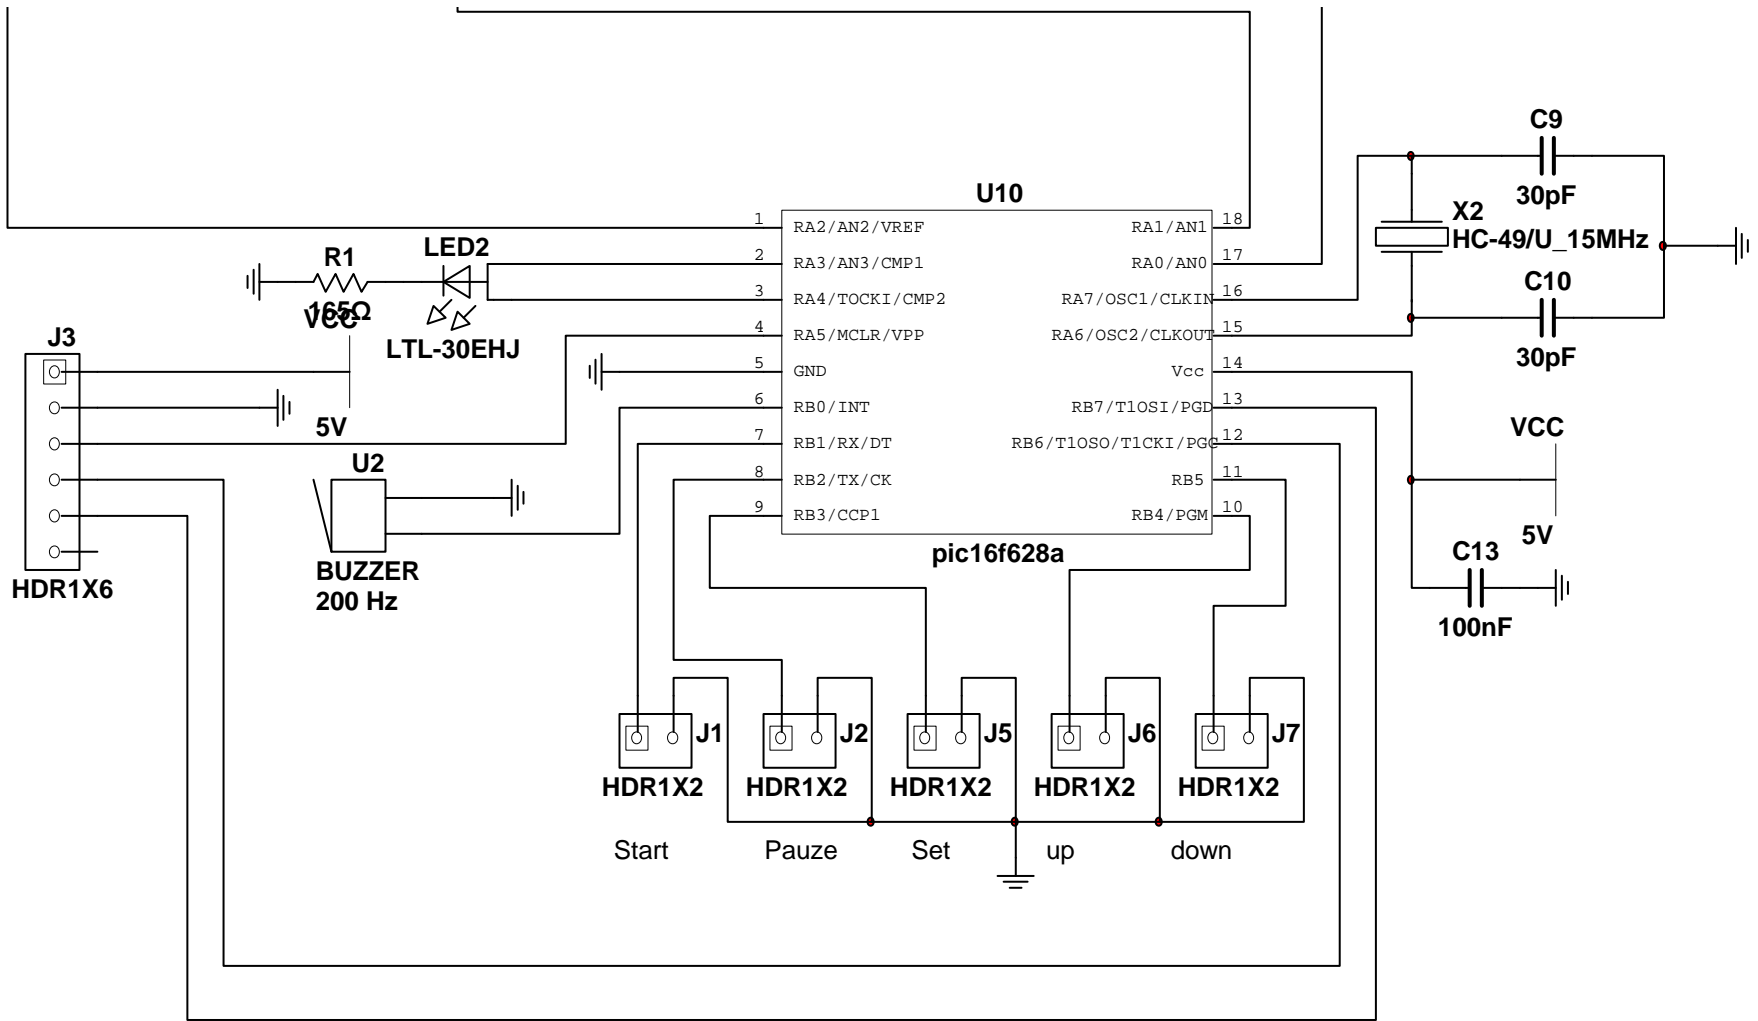 C9
30pF
X2
HC-49/U_15MHz
C10
30pF
U10
1 RA2/AN2/VREF RA1/AN1 18
2 RA3/AN3/CMP1 RA0/AN0 17
3 RA4/TOCKI/CMP2 RA7/OSC1/CLKIN 16
4 RA5/MCLR/VPP RA6/OSC2/CLKOUT 15
5 GND Vcc 14
6 RB0/INT RB7/T1OSI/PGD 13
7 RB1/RX/DT RB6/T1OSO/T1CKI/PGC 12
8 RB2/TX/CK RB5 11
9 RB3/CCP1 RB4/PGM 10
pic16f628a
LED2
R1
165Ω
VCC
LTL-30EHJ
J3
5V
HDR1X6
U2
BUZZER
200 Hz
VCC
5V
C13
100nF
J1 J2 J5 J6 J7
HDR1X2 HDR1X2 HDR1X2 HDR1X2 HDR1X2
Start Pauze Set up down